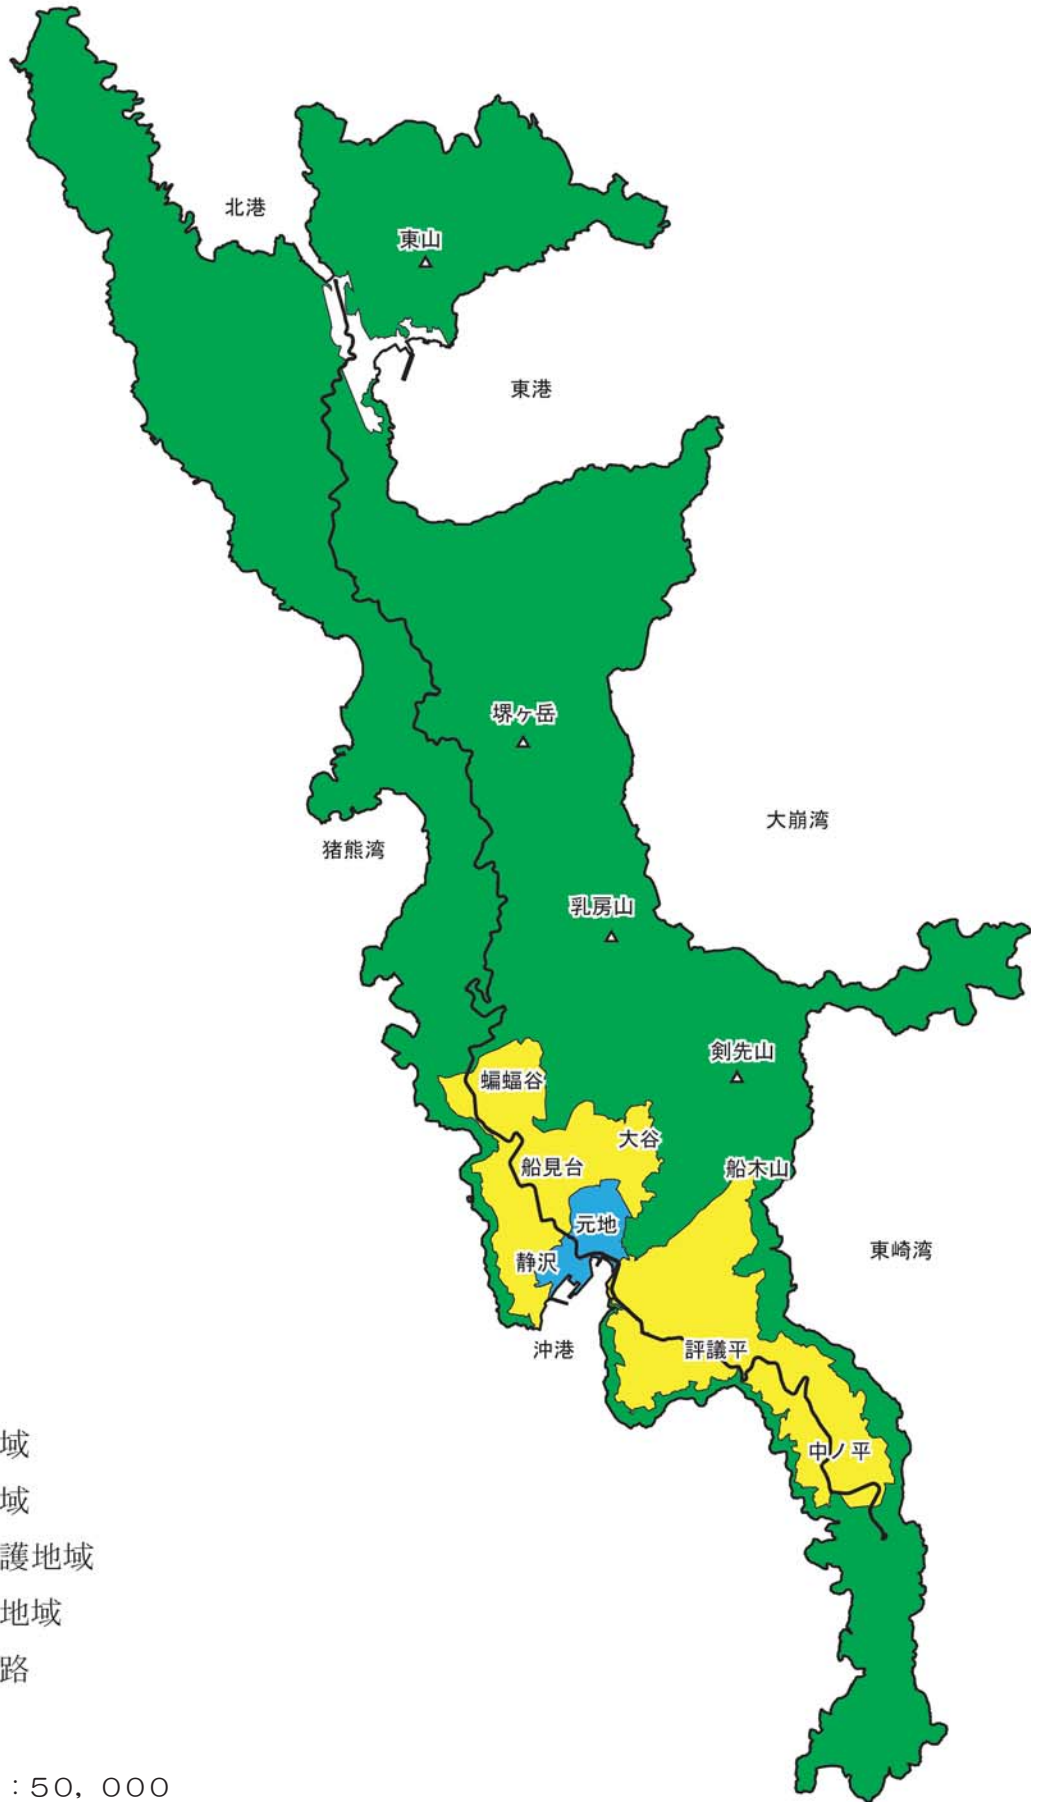 北港
東山
東港
堺ヶ岳
大崩湾
猪熊湾
乳房山
剣先山
蝙蝠谷
大谷
船見台
船木山
元地
東崎湾
静沢
沖港
評議平
域
中ノ平
域
護地域
地域
路
:50,000